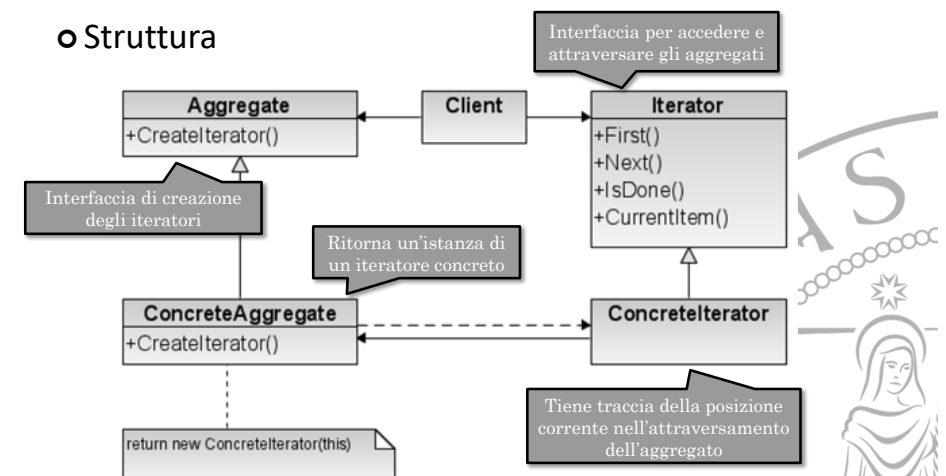 Struttura
Interfaccia per accedere e
attraversare gli aggregati
Aggregate
+CreateIterator()
Client
Iterator
+First()
+Next()
+IsDone()
+CurrentItem()
Interfaccia di creazione
degli iteratori
Ritorna un'istanza di
un iteratore concreto
ConcreteAggregate
+CreateIterator()
ConcreteIterator
Tiene traccia della posizione
corrente nell'attraversamento
dell'aggregato
return new ConcreteIterator(this)
AS